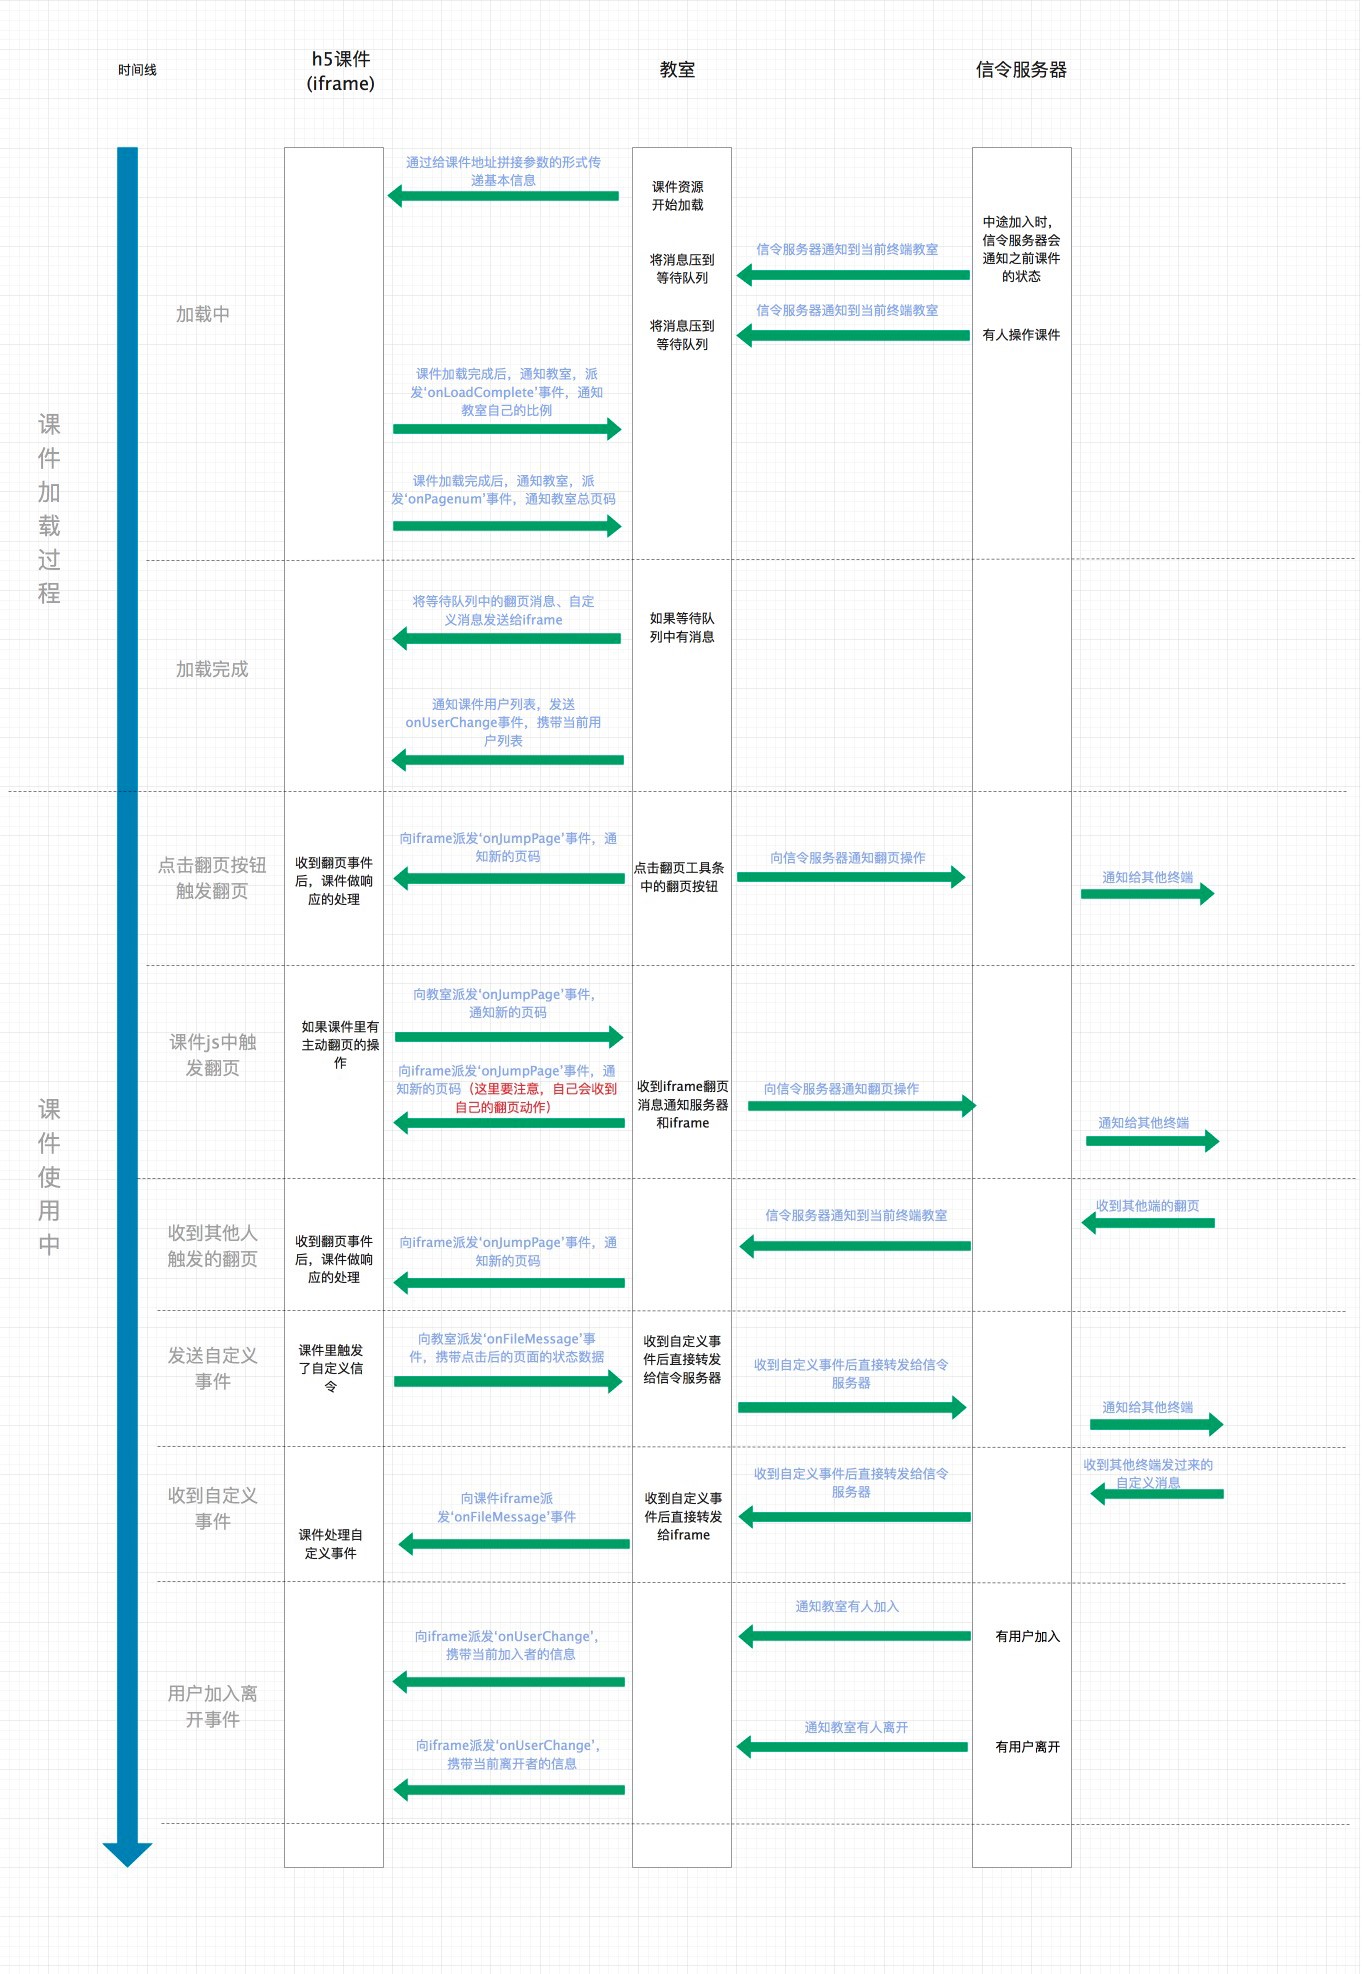 时间线
h5课件
(iframe)
教室
信令服务器
课
件
加
载
过
程
加载中
通过给课件地址拼接参数的形式传
递基本信息
课件资源
开始加载
中途加入时，
信令服务器会
通知之前课件
的状态
信令服务器通知到当前终端教室
将消息压到
等待队列
信令服务器通知到当前终端教室
将消息压到
等待队列
有人操作课件
课件加载完成后，通知教室，派
发‘onLoadComplete’事件，通知
教室自己的比例
课件加载完成后，通知教室，派
发‘onPagenum’事件，通知教室总页码
加载完成
将等待队列中的翻页消息、自定
义消息发送给iframe
如果等待队
列中有消息
通知课件用户列表，发送
onUserChange事件，携带当前用
户列表
课
件
使
用
中
点击翻页按钮
触发翻页
收到翻页事件
后，课件做响
应的处理
向iframe派发‘onJumpPage’事件，通
知新的页码
点击翻页工具条
中的翻页按钮
向信令服务器通知翻页操作
通知给其他终端
课件js中触
发翻页
如果课件里有
主动翻页的操
作
向教室派发‘onJumpPage’事件，
通知新的页码
向iframe派发‘onJumpPage’事件，通
知新的页码（这里要注意，自己会收到
自己的翻页动作）
收到iframe翻页
消息通知服务器
和iframe
向信令服务器通知翻页操作
通知给其他终端
收到其他人
触发的翻页
收到翻页事件
后，课件做响
应的处理
向iframe派发‘onJumpPage’事件，通
知新的页码
信令服务器通知到当前终端教室
收到其他端的翻页
发送自定义
事件
课件里触发
了自定义信
令
向教室派发‘onFileMessage’事
件，携带点击后的页面的状态数据
收到自定义事
件后直接转发
给信令服务器
收到自定义事件后直接转发给信令
服务器
通知给其他终端
收到自定义
事件
课件处理自
定义事件
向课件iframe派
发‘onFileMessage’事件
收到自定义事
件后直接转发
给iframe
收到自定义事件后直接转发给信令
服务器
收到其他终端发过来的
自定义消息
用户加入离
开事件
向iframe派发‘onUserChange’，
携带当前加入者的信息
通知教室有人加入
有用户加入
向iframe派发‘onUserChange’，
携带当前离开者的信息
通知教室有人离开
有用户离开